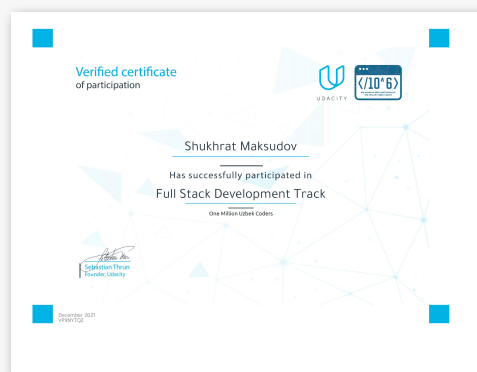 Verified certificate
of participation
UDACITY
</10^6>
Shukhrat Maksudov
Has successfully participated in
Full Stack Development Track
One Million Uzbek Coders
Sebastian Thrun
Founder, Udacity
December 2021